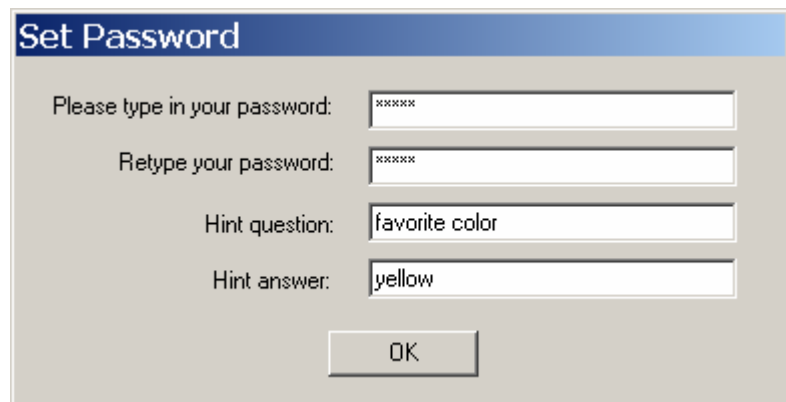 Set Password
Please type in your password: *****
Retype your password: *****
Hint question: favorite color
Hint answer: yellow
OK